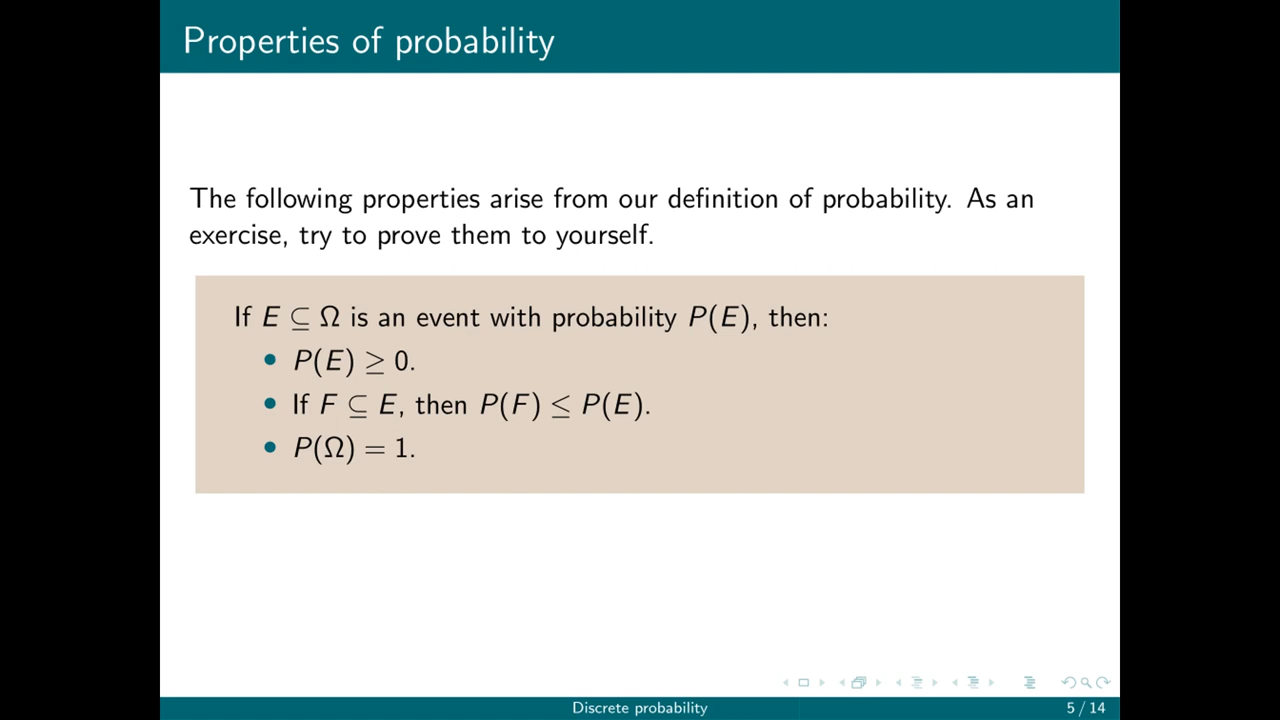 Properties of probability
The following properties arise from our definition of probability. As an
exercise, try to prove them to yourself.
If E ⊆ Ω is an event with probability P(E), then:
• P(E) ≥ 0.
• If F ⊆ E, then P(F) ≤ P(E).
• P(Ω) = 1.
Discrete probability
5 / 14